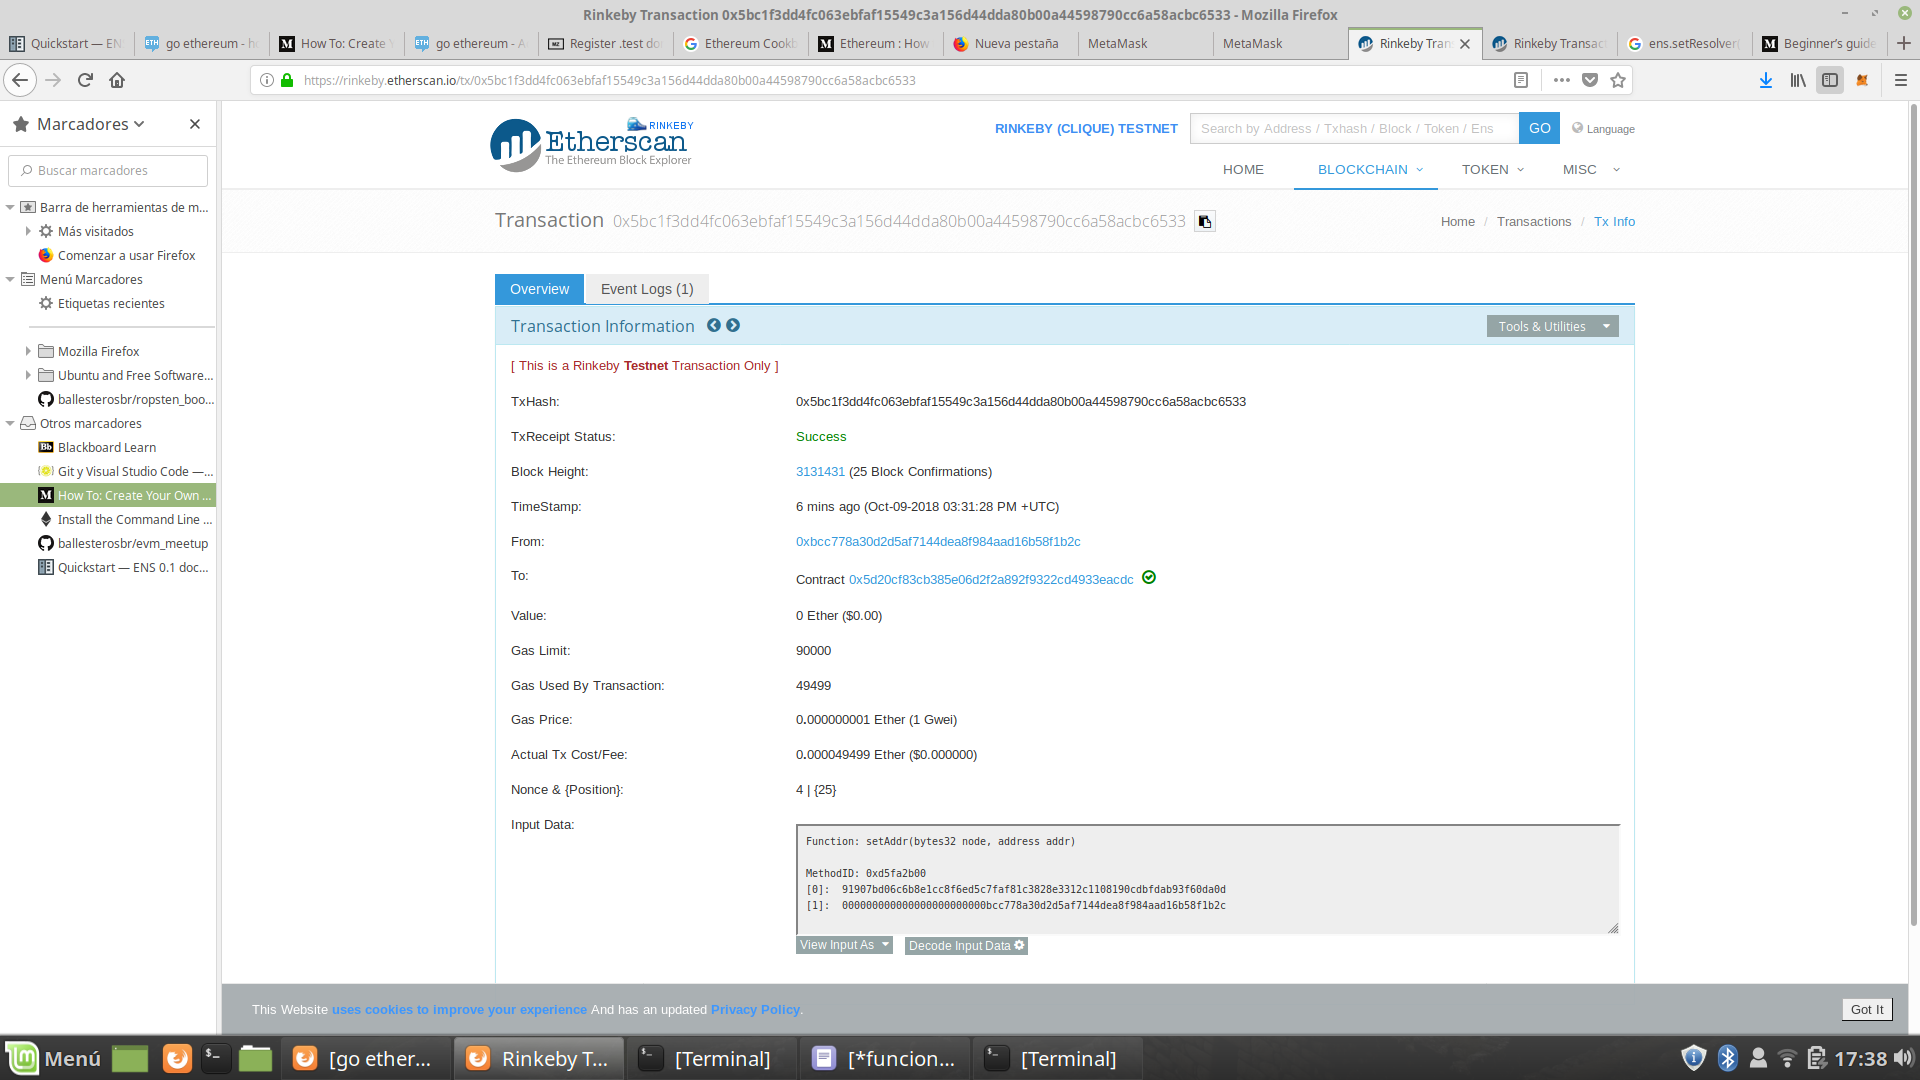 Rinkeby Transaction 0x5bc1f3dd4fc063ebfaf15549c3a156d44dda80b00a44598790cc6a58acbc6533 - Mozilla Firefox
Quickstart — EN
go ethereum - h
How To: Create Y
go ethereum - A
Register .test do
Ethereum Cookb
Ethereum : How
Nueva pestaña
MetaMask
MetaMask
Rinkeby Tran
Rinkeby Transac
ens.setResolver(
Beginner's guide
https://rinkeby.etherscan.io/tx/0x5bc1f3dd4fc063ebfaf15549c3a156d44dda80b00a44598790cc6a58acbc6533
Marcadores
Buscar marcadores
Barra de herramientas de m...
Más visitados
Comenzar a usar Firefox
Menú Marcadores
Etiquetas recientes
Mozilla Firefox
Ubuntu and Free Software...
ballesterosbr/ropsten_boo...
Otros marcadores
Blackboard Learn
Git y Visual Studio Code —...
How To: Create Your Own ...
Install the Command Line ...
ballesterosbr/evm_meetup
Quickstart — ENS 0.1 doc...
RINKEBY
Etherscan
The Ethereum Block Explorer
RINKEBY (CLIQUE) TESTNET
Search by Address / Txhash / Block / Token / Ens
GO
Language
HOME
BLOCKCHAIN
TOKEN
MISC
Transaction 0x5bc1f3dd4fc063ebfaf15549c3a156d44dda80b00a44598790cc6a58acbc6533
Home / Transactions / Tx Info
Overview
Event Logs (1)
Transaction Information
Tools & Utilities
[ This is a Rinkeby Testnet Transaction Only ]
TxHash: 0x5bc1f3dd4fc063ebfaf15549c3a156d44dda80b00a44598790cc6a58acbc6533
TxReceipt Status: Success
Block Height: 3131431 (25 Block Confirmations)
TimeStamp: 6 mins ago (Oct-09-2018 03:31:28 PM +UTC)
From: 0xbcc778a30d2d5af7144dea8f984aad16b58f1b2c
To: Contract 0x5d20cf83cb385e06d2f2a892f9322cd4933eacdc
Value: 0 Ether ($0.00)
Gas Limit: 90000
Gas Used By Transaction: 49499
Gas Price: 0.000000001 Ether (1 Gwei)
Actual Tx Cost/Fee: 0.000049499 Ether ($0.000000)
Nonce & {Position}: 4 | {25}
Input Data:
Function: setAddr(bytes32 node, address addr)
MethodID: 0xd5fa2b00
[0]: 91907bd06c6b8e1cc8f6ed5c7faf81c3828e3312c1108190cdbfdab93f60da0d
[1]: 000000000000000000000000bcc778a30d2d5af7144dea8f984aad16b58f1b2c
View Input As
Decode Input Data
This Website uses cookies to improve your experience And has an updated Privacy Policy.
Got It
Menú
[go ether...
Rinkeby T...
[Terminal]
[*funcion...
[Terminal]
17:38